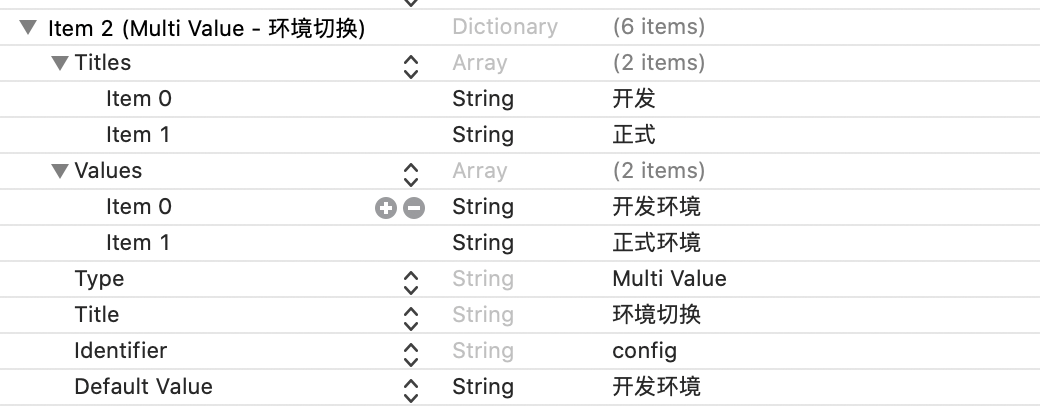 Item 2 (Multi Value - 环境切换) Dictionary (6 items)
Titles Array (2 items)
Item 0 String 开发
Item 1 String 正式
Values Array (2 items)
Item 0 String 开发环境
Item 1 String 正式环境
Type String Multi Value
Title String 环境切换
Identifier String config
Default Value String 开发环境